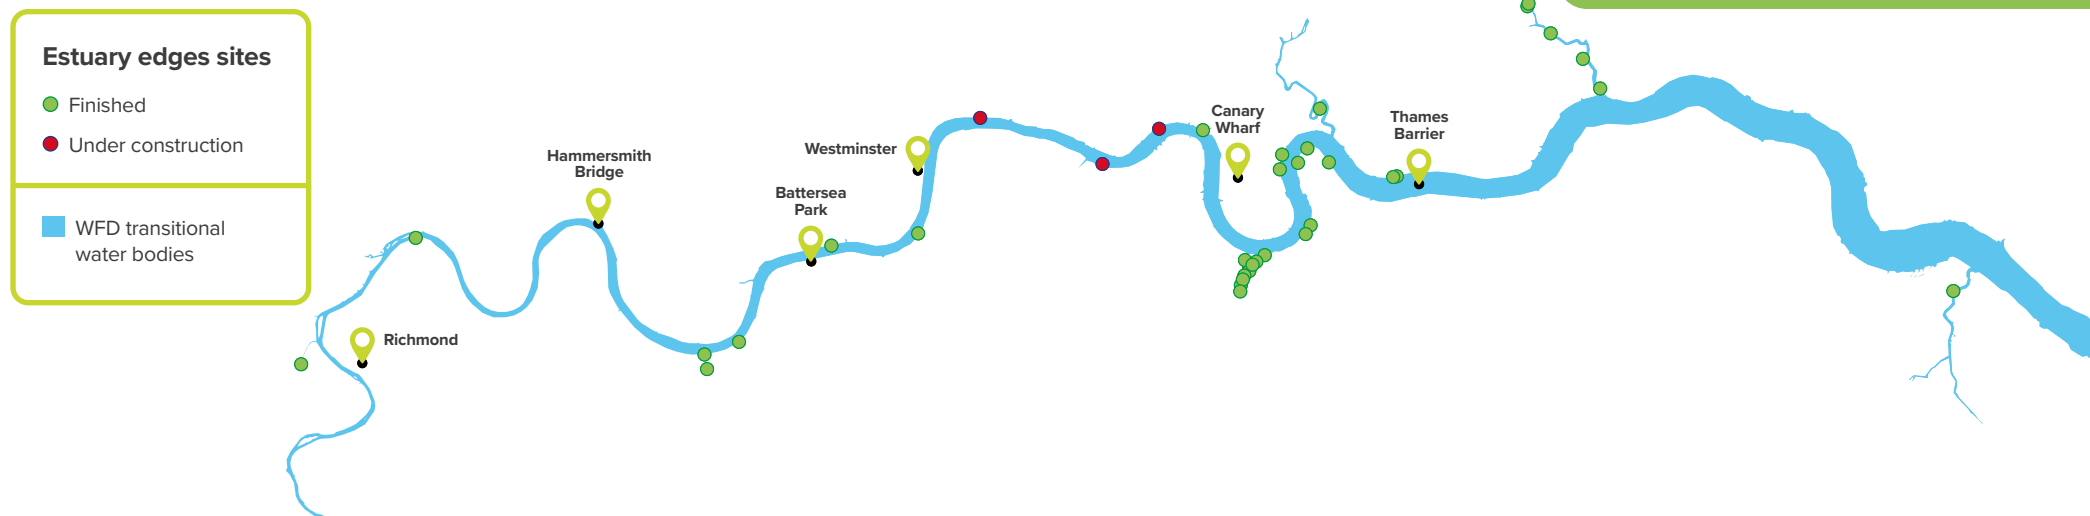 Estuary edges sites
Finished
Under construction
WFD transitional
water bodies
Richmond
Hammersmith
Bridge
Battersea
Park
Westminster
Canary
Wharf
Thames
Barrier